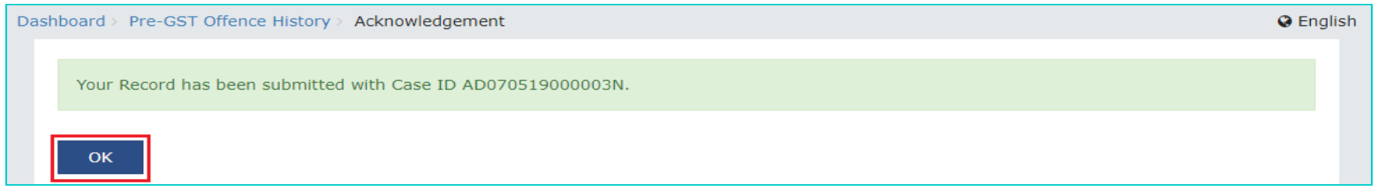 Dashboard > Pre-GST Offence History > Acknowledgement English
Your Record has been submitted with Case ID AD070519000003N.
OK